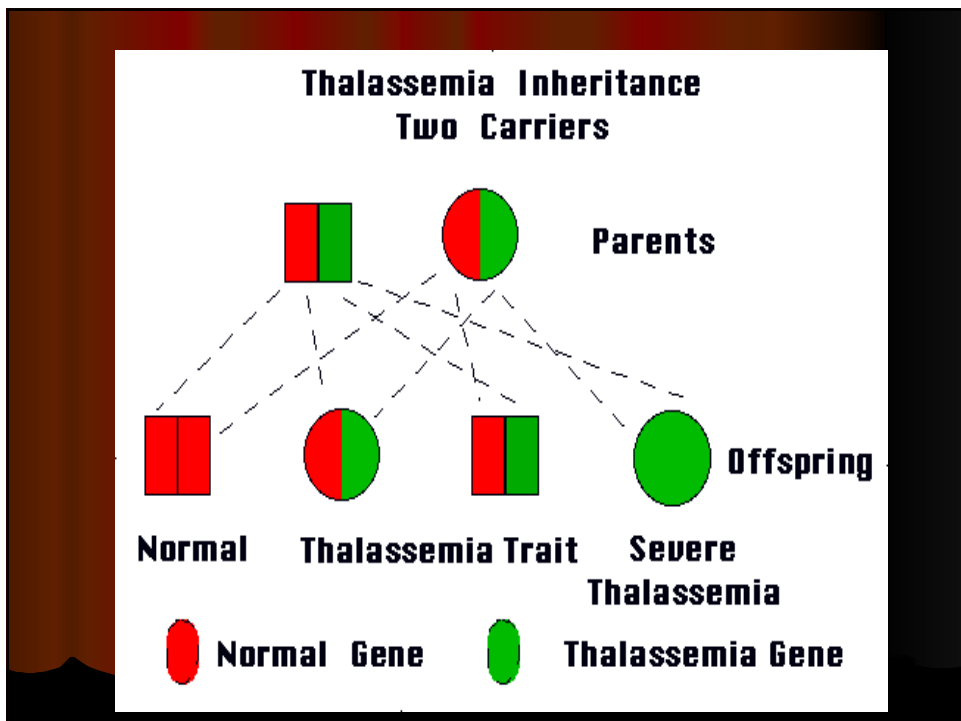 Thalassemia Inheritance
Two Carriers
Parents
Offspring
Normal
Thalassemia Trait
Severe
Thalassemia
Normal Gene
Thalassemia Gene